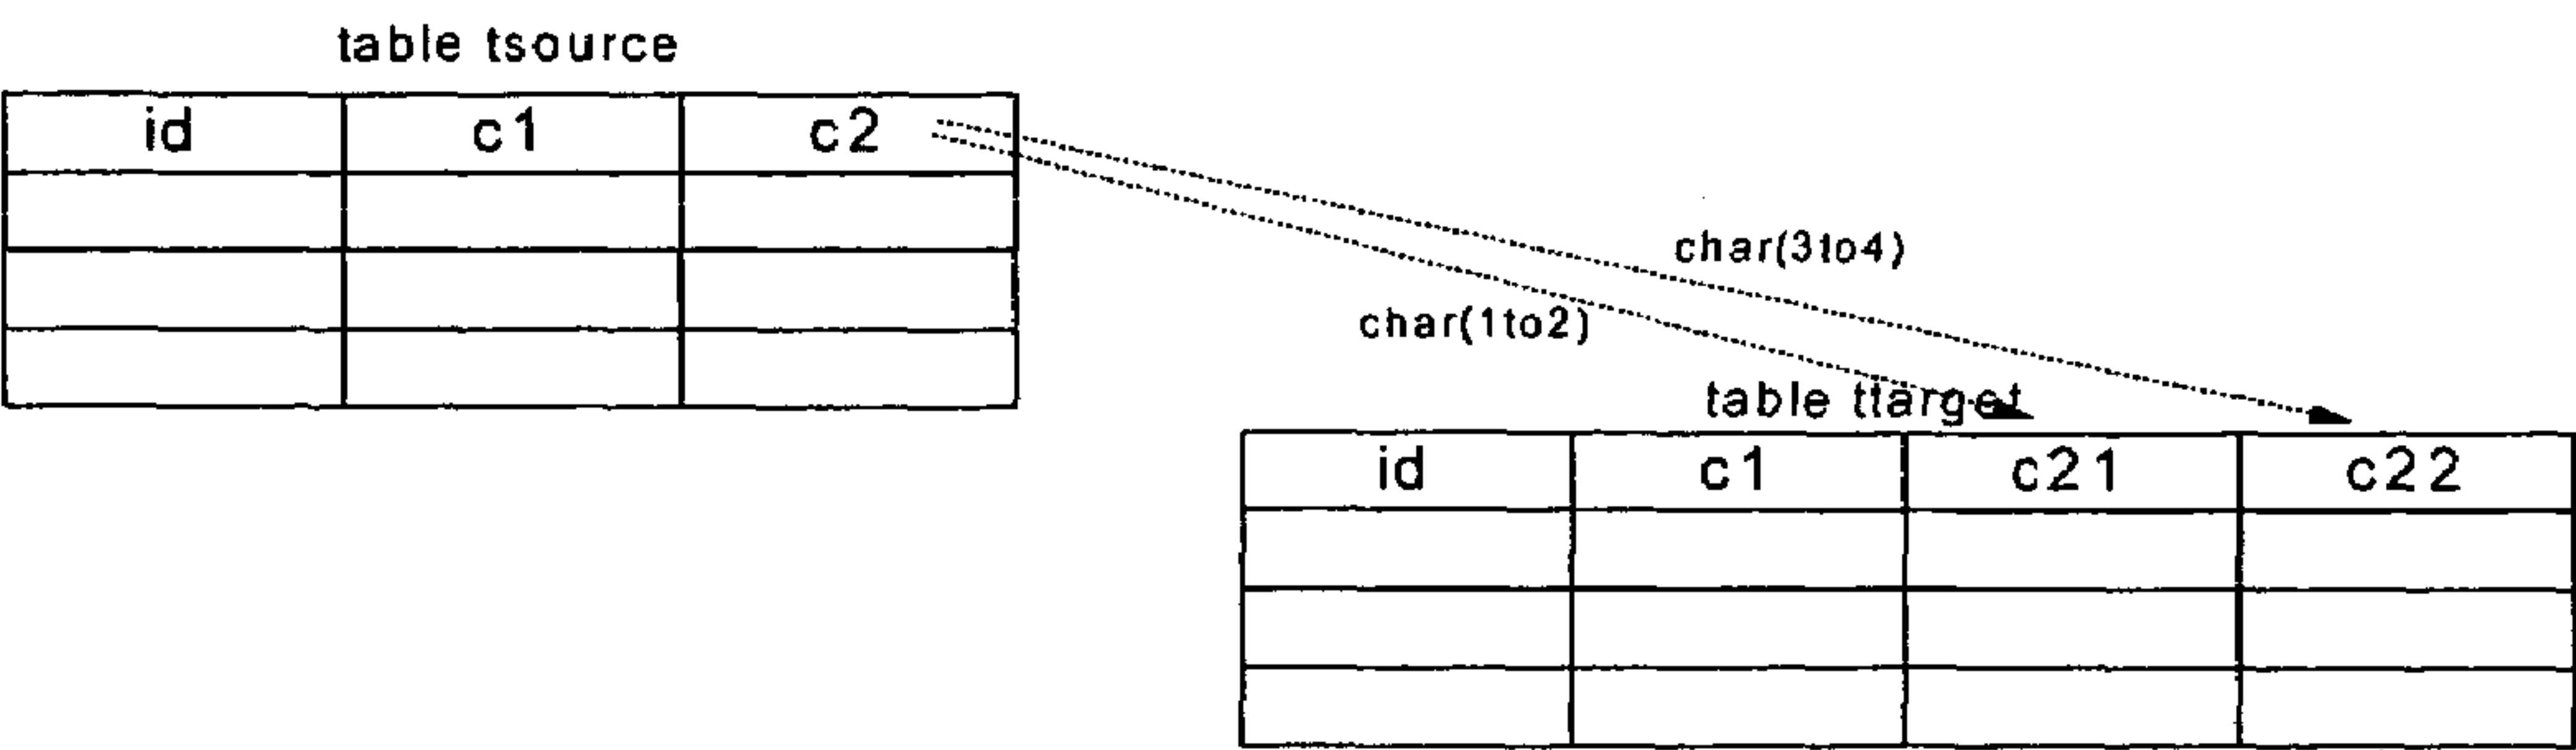 table tsource
id c1 c2
char(3to4)
char(1to2)
table ttarget
id c1 c21 c22